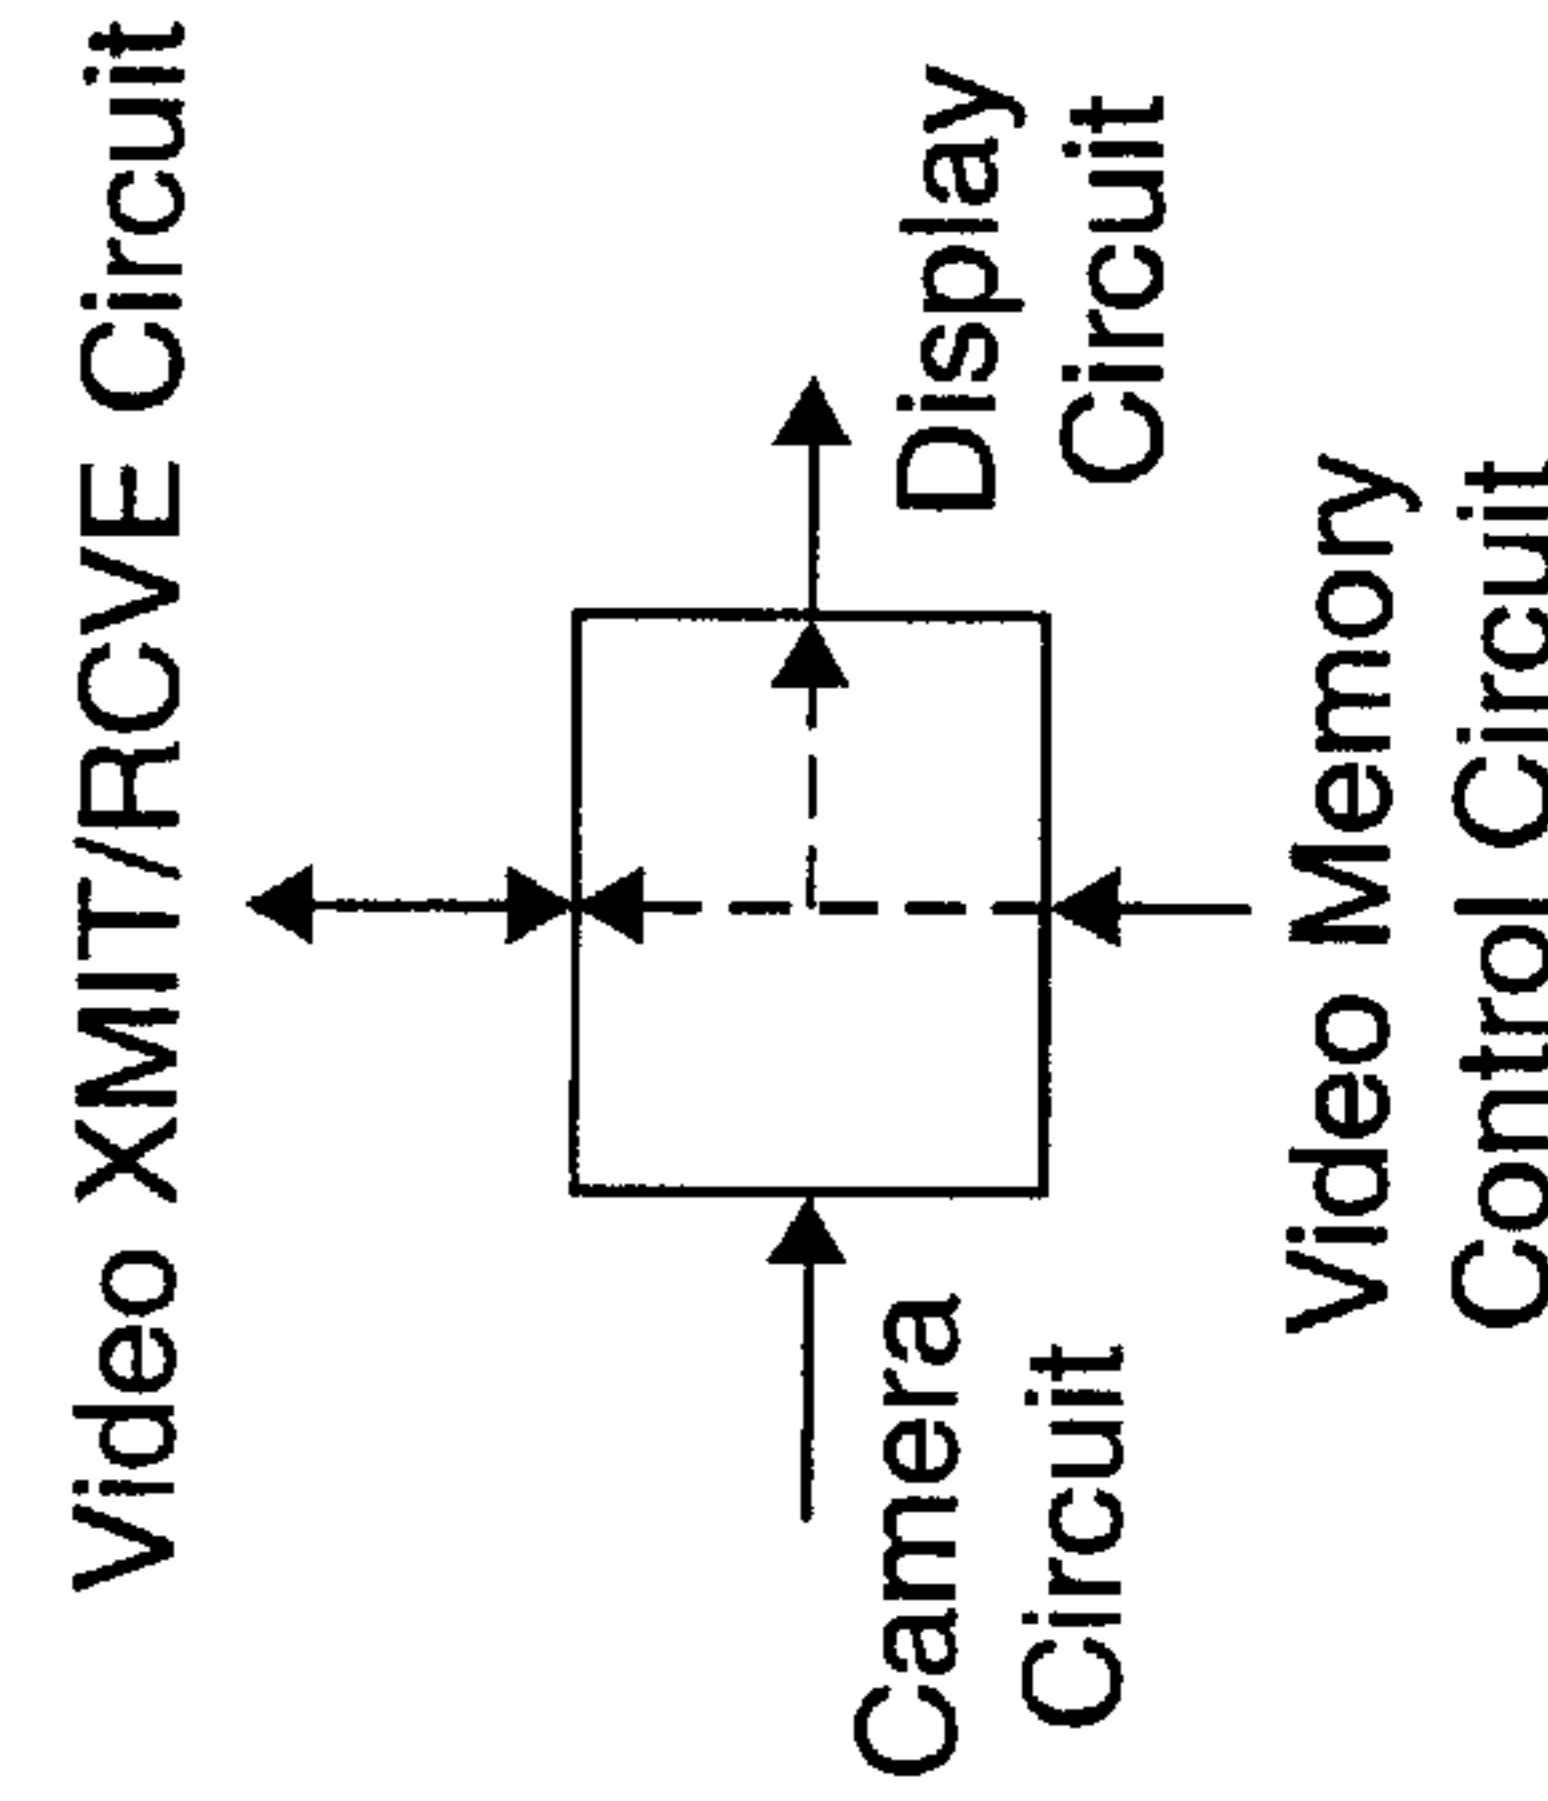 Video XMIT/RCVE Circuit
Camera
Circuit
Display
Circuit
Video Memory
Control Circuit